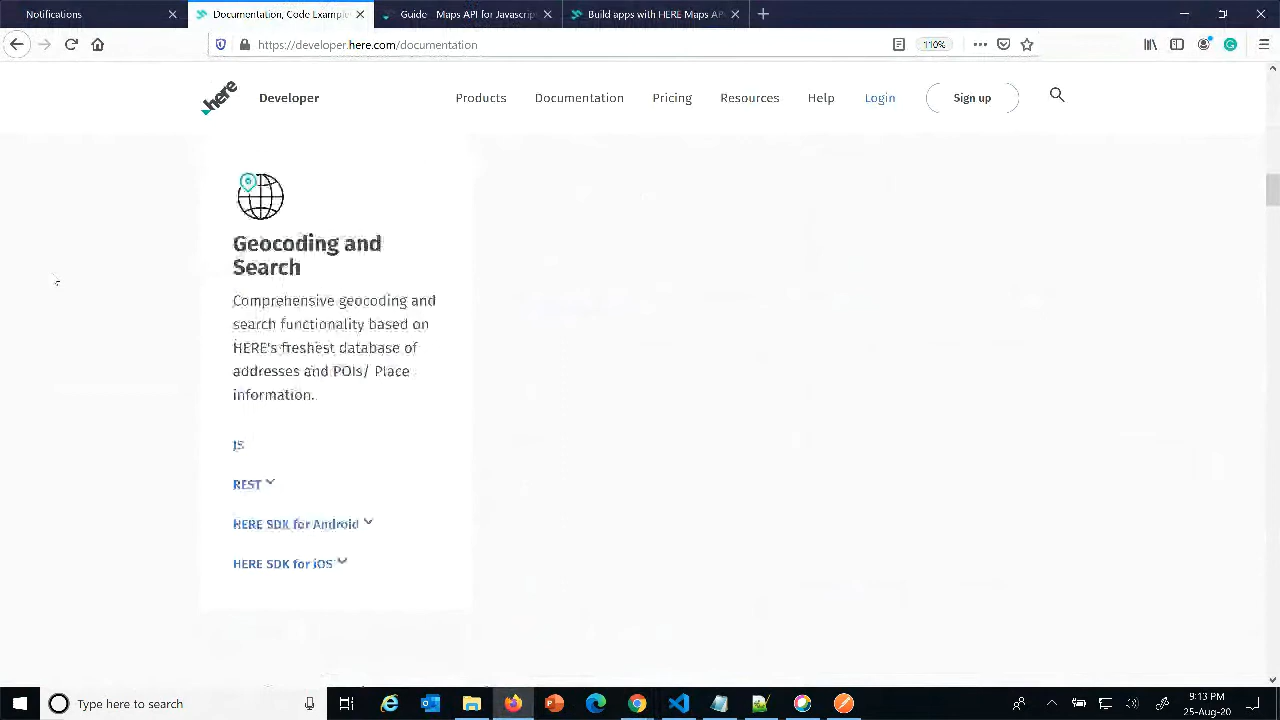 Notifications
Documentation, Code Example
Guide - Maps API for Javascrip
Build apps with HERE Maps AP
https://developer.here.com/documentation
110%
here
Developer
Products
Documentation
Pricing
Resources
Help
Login
Sign up
Geocoding and
Search
Comprehensive geocoding and
search functionality based on
HERE's freshest database of
addresses and POIs/ Place
information.
JS
REST
HERE SDK for Android
HERE SDK for iOS
Type here to search
9:13 PM
25-Aug-20